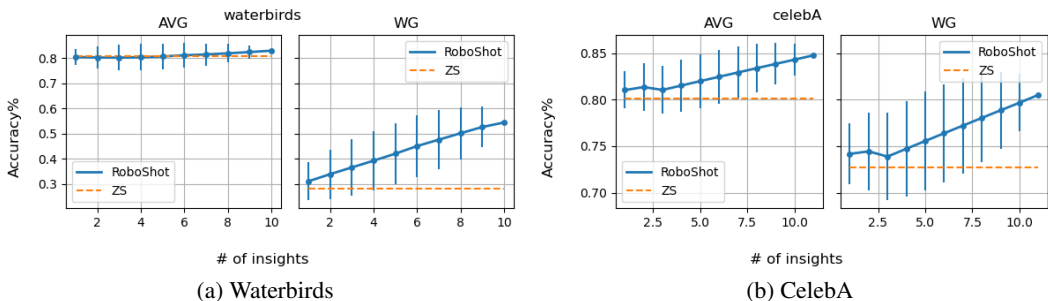 waterbirds
AVG
WG
Accuracy%
0.8
0.7
0.6
0.5
0.4
0.3
RoboShot
ZS
RoboShot
ZS
2 4 6 8 10
2 4 6 8 10
# of insights
(a) Waterbirds
celebA
AVG
WG
Accuracy%
0.85
0.80
0.75
0.70
RoboShot
ZS
RoboShot
ZS
2.5 5.0 7.5 10.0
2.5 5.0 7.5 10.0
# of insights
(b) CelebA